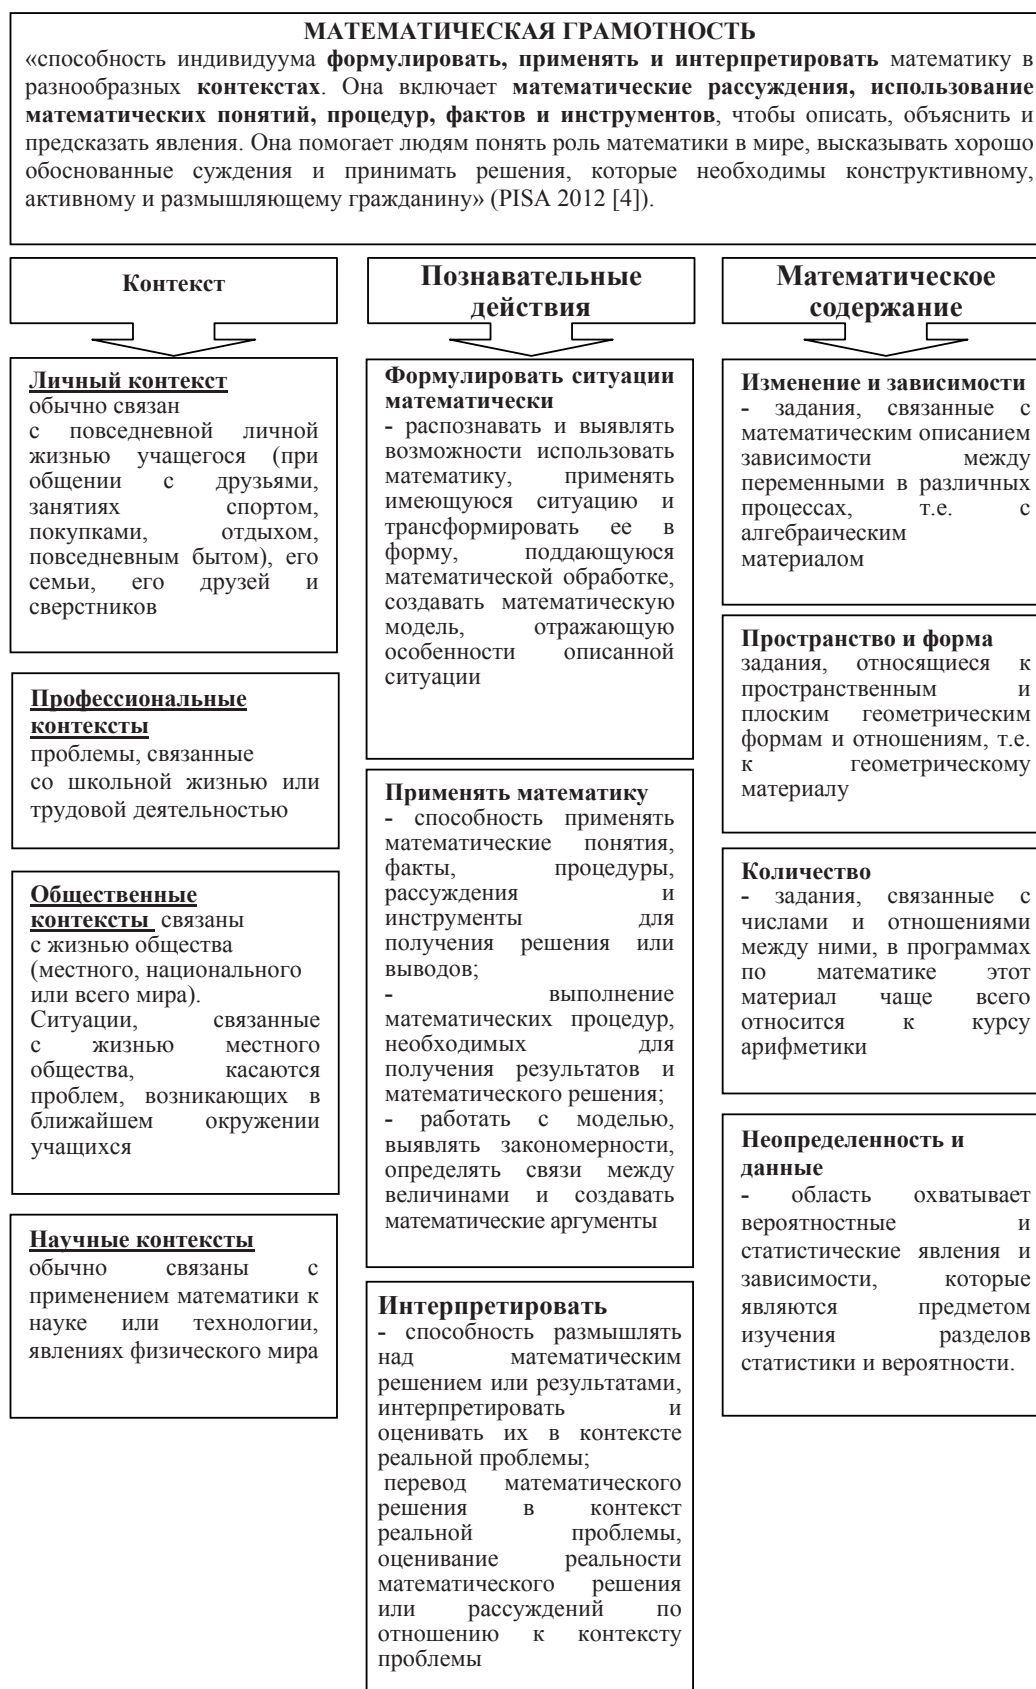 МАТЕМАТИЧЕСКАЯ ГРАМОТНОСТЬ
«способность индивидуума формулировать, применять и интерпретировать математику в
разнообразных контекстах. Она включает математические рассуждения, использование
математических понятий, процедур, фактов и инструментов, чтобы описать, объяснить и
предсказать явления. Она помогает людям понять роль математики в мире, высказывать хорошо
обоснованные суждения и принимать решения, которые необходимы конструктивному,
активному и размышляющему гражданину» (PISA 2012 [4]).
Контекст
Личный контекст
обычно связан
с повседневной личной
жизнью учащегося (при
общении с друзьями,
занятиях спортом,
покупками, отдыхом,
повседневным бытом), его
семьи, его друзей и
сверстников
Профессиональные
контексты
проблемы, связанные
со школьной жизнью или
трудовой деятельностью
Общественные
контексты связаны
с жизнью общества
(местного, национального
или всего мира).
Ситуации, связанные
с жизнью местного
общества, касаются
проблем, возникающих в
ближайшем окружении
учащихся
Научные контексты
обычно связаны с
применением математики к
науке или технологии,
явлениях физического мира
Познавательные
действия
Формулировать ситуации
математически
- распознавать и выявлять
возможности использовать
математику, применять
имеющуюся ситуацию и
трансформировать ее в
форму, поддающуюся
математической обработке,
создавать математическую
модель, отражающую
особенности описанной
ситуации
Применять математику
- способность применять
математические понятия,
факты, процедуры,
рассуждения и
инструменты для
получения решения или
выводов;
- выполнение
математических процедур,
необходимых для
получения результатов и
математического решения;
- работать с моделью,
выявлять закономерности,
определять связи между
величинами и создавать
математические аргументы
Интерпретировать
- способность размышлять
над математическим
решением или результатами,
интерпретировать и
оценивать их в контексте
реальной проблемы;
перевод математического
решения в контекст
реальной проблемы,
оценивание реальности
математического решения
или рассуждений по
отношению к контексту
проблемы
Математическое
содержание
Изменение и зависимости
- задания, связанные с
математическим описанием
зависимости между
переменными в различных
процессах, т.е. с
алгебраическим
материалом
Пространство и форма
задания, относящиеся к
пространственным и
плоским геометрическим
формам и отношениям, т.е.
к геометрическому
материалу
Количество
- задания, связанные с
числами и отношениями
между ними, в программах
по математике этот
материал чаще всего
относится к курсу
арифметики
Неопределенность и
данные
- область охватывает
вероятностные и
статистические явления и
зависимости, которые
являются предметом
изучения разделов
статистики и вероятности.